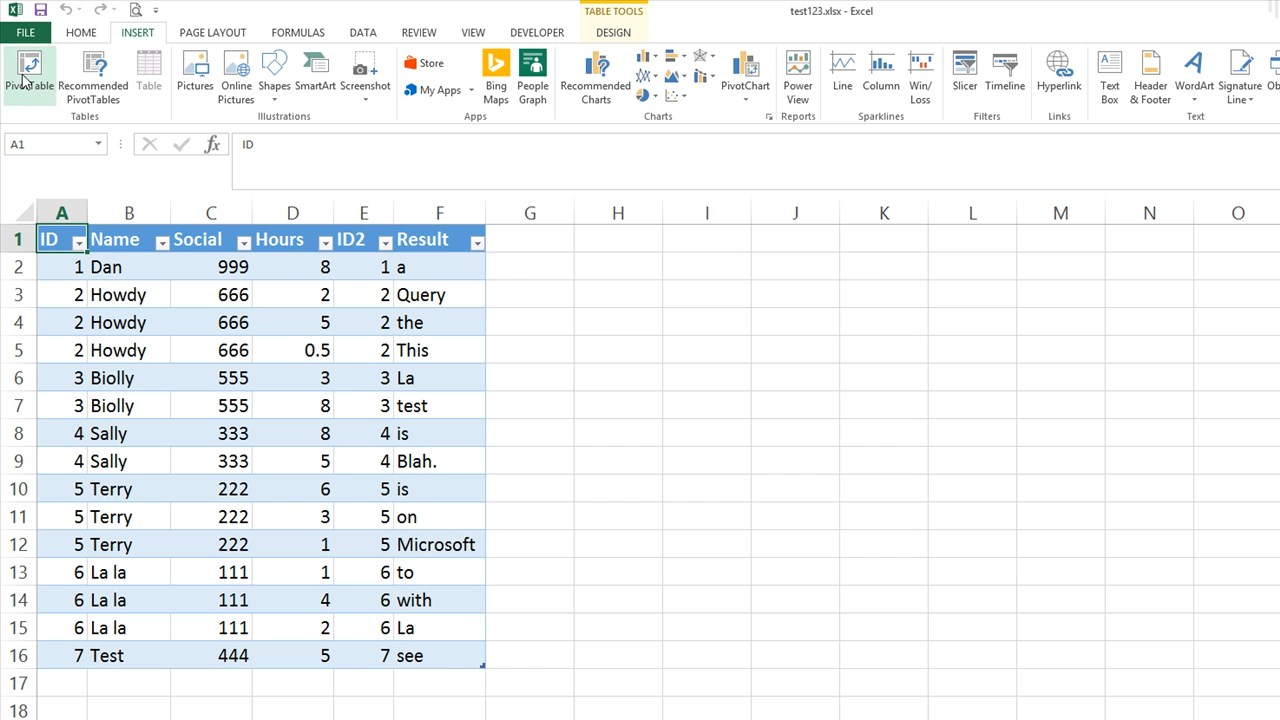 TABLE TOOLS
test123.xlsx - Excel
FILE HOME INSERT PAGE LAYOUT FORMULAS DATA REVIEW VIEW DEVELOPER DESIGN
PivotTable
Recommended PivotTables
Table
Pictures
Online Pictures
Shapes
SmartArt
Screenshot
Store
My Apps
Bing Maps
People Graph
Recommended Charts
PivotChart
Power View
Line
Column
Win/ Loss
Slicer
Timeline
Hyperlink
Text Box
Header & Footer
WordArt
Signature Line
Ob
Tables Illustrations Apps Charts Reports Sparklines Filters Links Text
A1 fx ID
A B C D E F G H I J K L M N O
1 ID Name Social Hours ID2 Result
2 1 Dan 999 8 1 a
3 2 Howdy 666 2 2 Query
4 2 Howdy 666 5 2 the
5 2 Howdy 666 0.5 2 This
6 3 Biolly 555 3 3 La
7 3 Biolly 555 8 3 test
8 4 Sally 333 8 4 is
9 4 Sally 333 5 4 Blah.
10 5 Terry 222 6 5 is
11 5 Terry 222 3 5 on
12 5 Terry 222 1 5 Microsoft
13 6 La la 111 1 6 to
14 6 La la 111 4 6 with
15 6 La la 111 2 6 La
16 7 Test 444 5 7 see
17
18